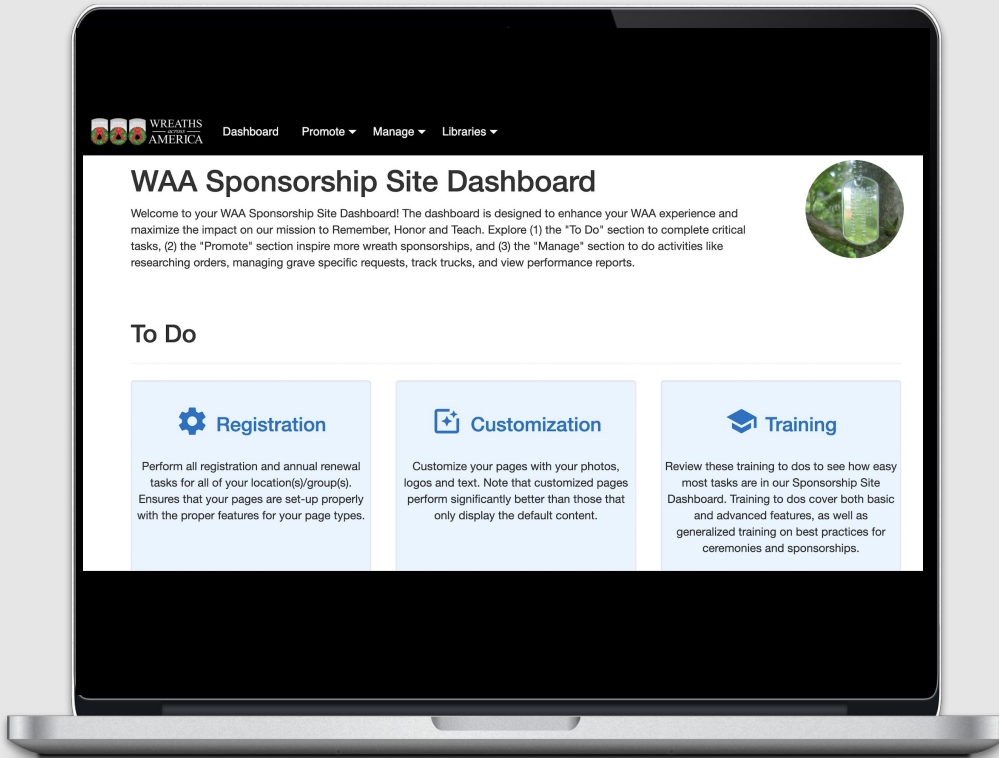 WREATHS
ACROSS
AMERICA
Dashboard Promote Manage Libraries
WAA Sponsorship Site Dashboard
Welcome to your WAA Sponsorship Site Dashboard! The dashboard is designed to enhance your WAA experience and
maximize the impact on our mission to Remember, Honor and Teach. Explore (1) the "To Do" section to complete critical
tasks, (2) the "Promote" section inspire more wreath sponsorships, and (3) the "Manage" section to do activities like
researching orders, managing grave specific requests, track trucks, and view performance reports.
To Do
Registration
Perform all registration and annual renewal
tasks for all of your location(s)/group(s).
Ensures that your pages are set-up properly
with the proper features for your page types.
Customization
Customize your pages with your photos,
logos and text. Note that customized pages
perform significantly better than those that
only display the default content.
Training
Review these training to dos to see how easy
most tasks are in our Sponsorship Site
Dashboard. Training to dos cover both basic
and advanced features, as well as
generalized training on best practices for
ceremonies and sponsorships.